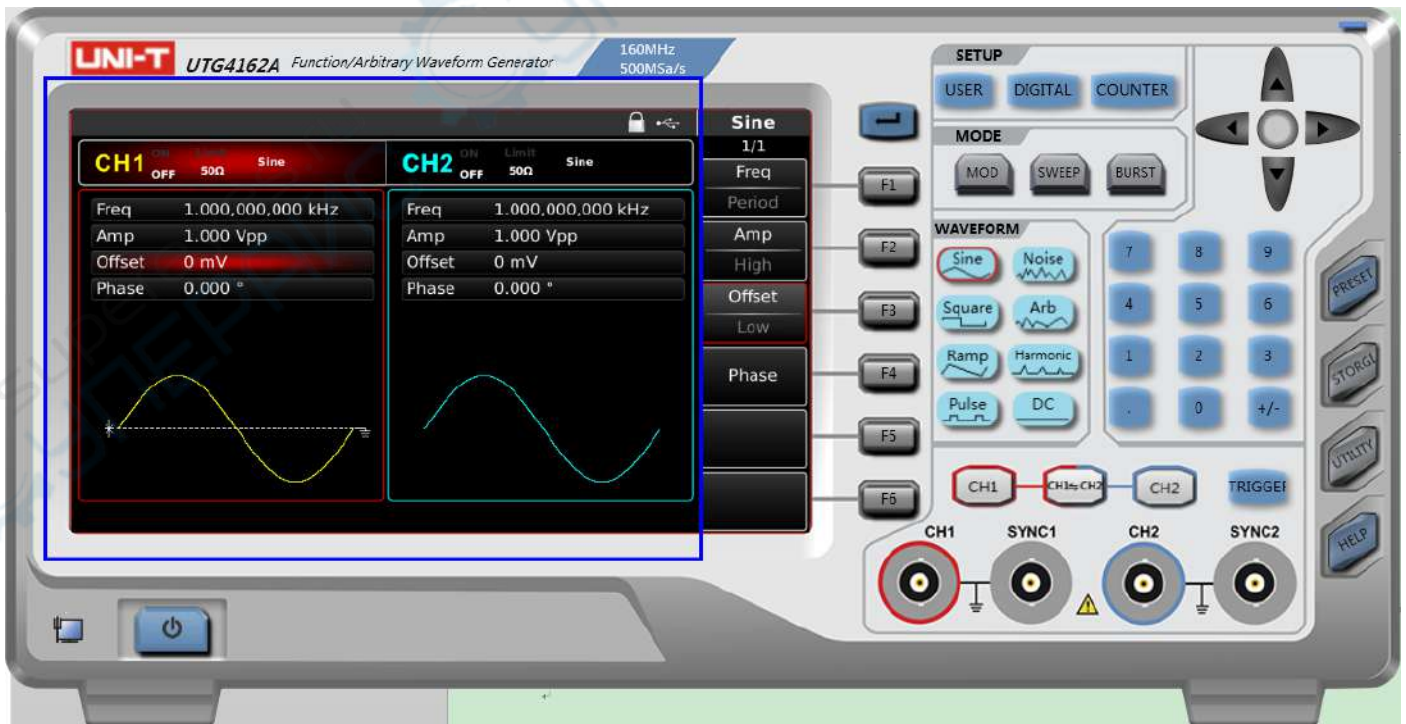 UNI-T UTG4162A Function/Arbitrary Waveform Generator
160MHz
500MSa/s
Sine
1/1
CH1 ON OFF Limit 50Ω Sine
CH2 ON OFF Limit 50Ω Sine
Freq 1.000,000,000 kHz
Amp 1.000 Vpp
Offset 0 mV
Phase 0.000 °
Freq 1.000,000,000 kHz
Amp 1.000 Vpp
Offset 0 mV
Phase 0.000 °
Freq
Period
Amp
High
Offset
Low
Phase
F1
F2
F3
F4
F5
F6
SETUP
USER DIGITAL COUNTER
MODE
MOD SWEEP BURST
WAVEFORM
Sine Noise
Square Arb
Ramp Harmonic
Pulse DC
7 8 9
4 5 6
1 2 3
. 0 +/-
CH1 CH1⇆CH2 CH2 TRIGGER
CH1 SYNC1 CH2 SYNC2
PRESET
STORGE
UTILITY
HELP